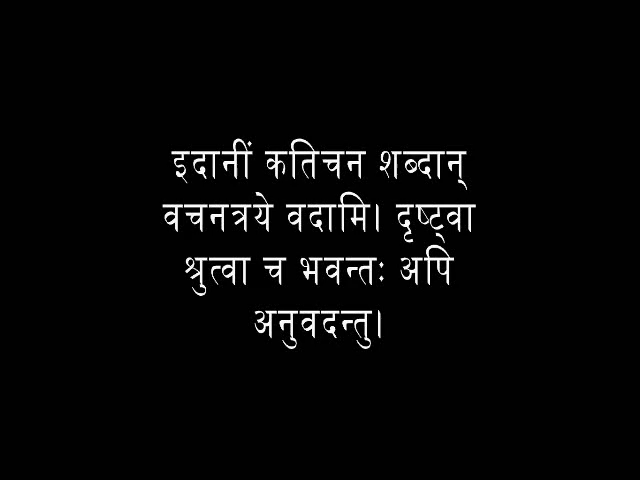 इदानीं कतिचन शब्दान्
वचनत्रये वदामि। दृष्ट्वा
श्रुत्वा च भवन्तः अपि
अनुवदन्तु।